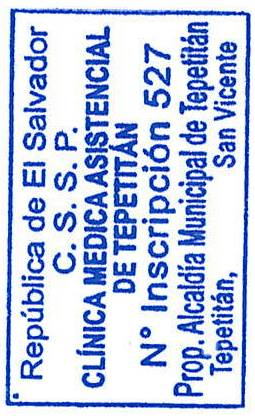 República de El Salvador
C. S. S. P.
CLÍNICA MEDICA ASISTENCIAL
DE TEPETITÁN
N° Inscripción 527
Prop. Alcaldía Municipal de Tepetitán
Tepetitán, San Vicente